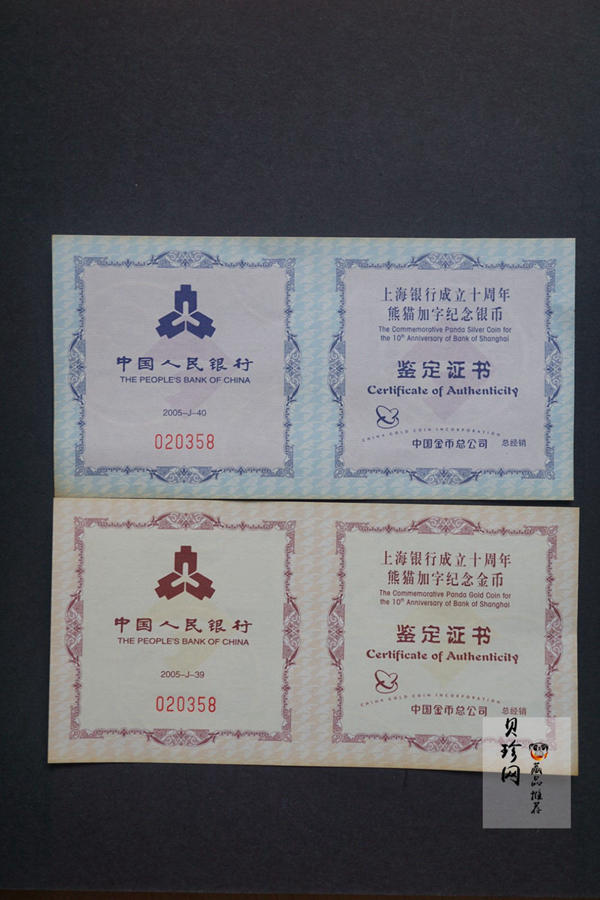 中国人民银行
THE PEOPLE'S BANK OF CHINA
2005–J–40
020358
上海银行成立十周年
熊猫加字纪念银币
The Commemorative Panda Silver Coin for
the 10th Anniversary of Bank of Shanghai
鉴定证书
Certificate of Authenticity
CHINA GOLD COIN INCORPORATION
中国金币总公司 总经销
中国人民银行
THE PEOPLE'S BANK OF CHINA
2005–J–39
020358
上海银行成立十周年
熊猫加字纪念金币
The Commemorative Panda Gold Coin for
the 10th Anniversary of Bank of Shanghai
鉴定证书
Certificate of Authenticity
CHINA GOLD COIN INCORPORATION
中国金币总公司 总经销
贝珍网
藏品推荐